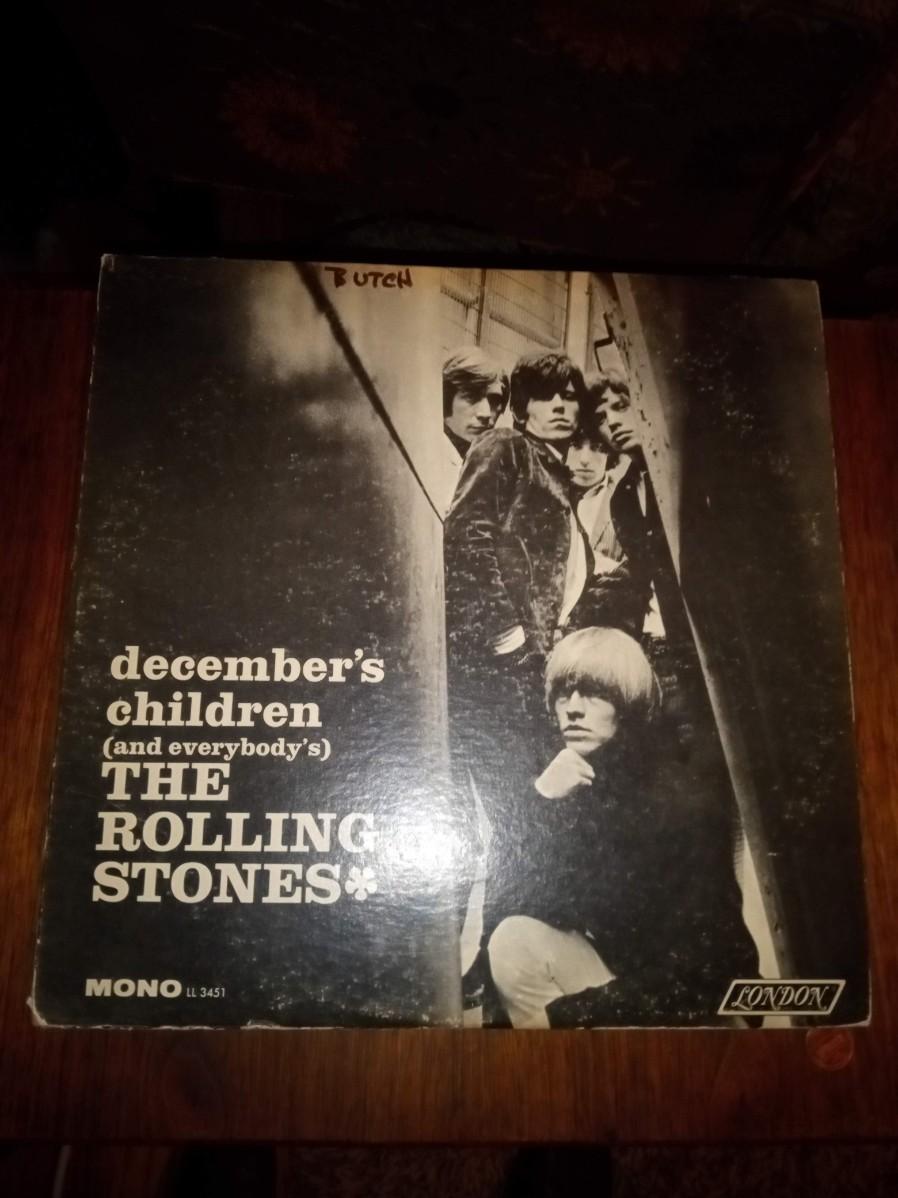 BUTCH
december's
children
(and everybody's)
THE
ROLLING
STONES*
MONO LL 3451
LONDON